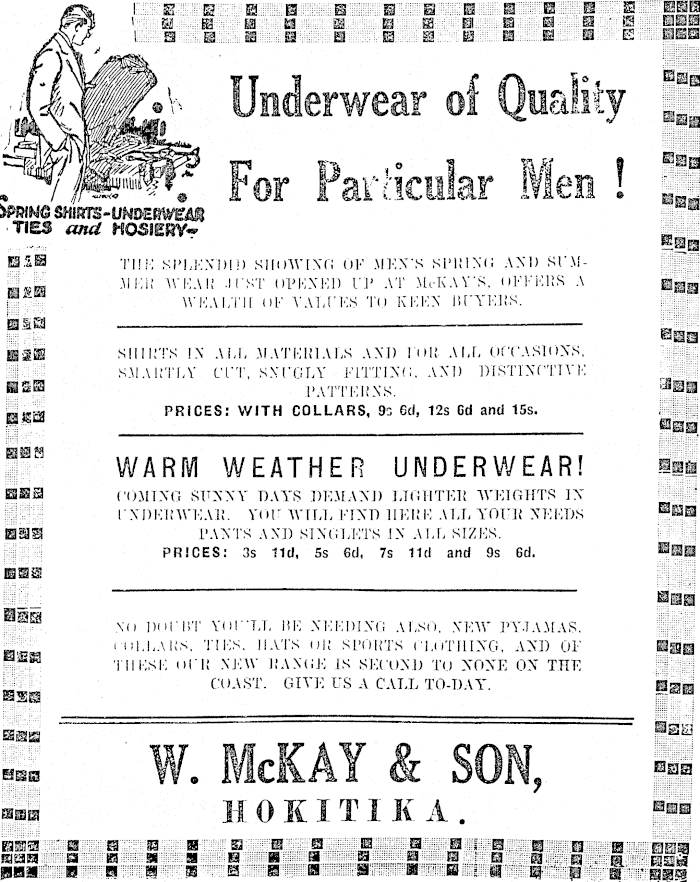 Underwear of Quality
For Particular Men !
SPRING SHIRTS-UNDERWEAR
TIES and HOSIERY~
THE SPLENDID SHOWING OF MEN'S SPRING AND SUM-
MER WEAR JUST OPENED UP AT McKAY'S, OFFERS A
WEALTH OF VALUES TO KEEN BUYERS.
SHIRTS IN ALL MATERIALS AND FOR ALL OCCASIONS,
SMARTLY CUT, SNUGLY FITTING, AND DISTINCTIVE
PATTERNS.
PRICES: WITH COLLARS, 9s 6d, 12s 6d and 15s.
WARM WEATHER UNDERWEAR!
COMING SUNNY DAYS DEMAND LIGHTER WEIGHTS IN
UNDERWEAR. YOU WILL FIND HERE ALL YOUR NEEDS
PANTS AND SINGLETS IN ALL SIZES.
PRICES: 3s 11d, 5s 6d, 7s 11d and 9s 6d.
NO DOUBT YOU'LL BE NEEDING ALSO, NEW PYJAMAS,
COLLARS, TIES, HATS OR SPORTS CLOTHING, AND OF
THESE OUR NEW RANGE IS SECOND TO NONE ON THE
COAST. GIVE US A CALL TO-DAY.
W. McKAY & SON,
HOKITIKA.